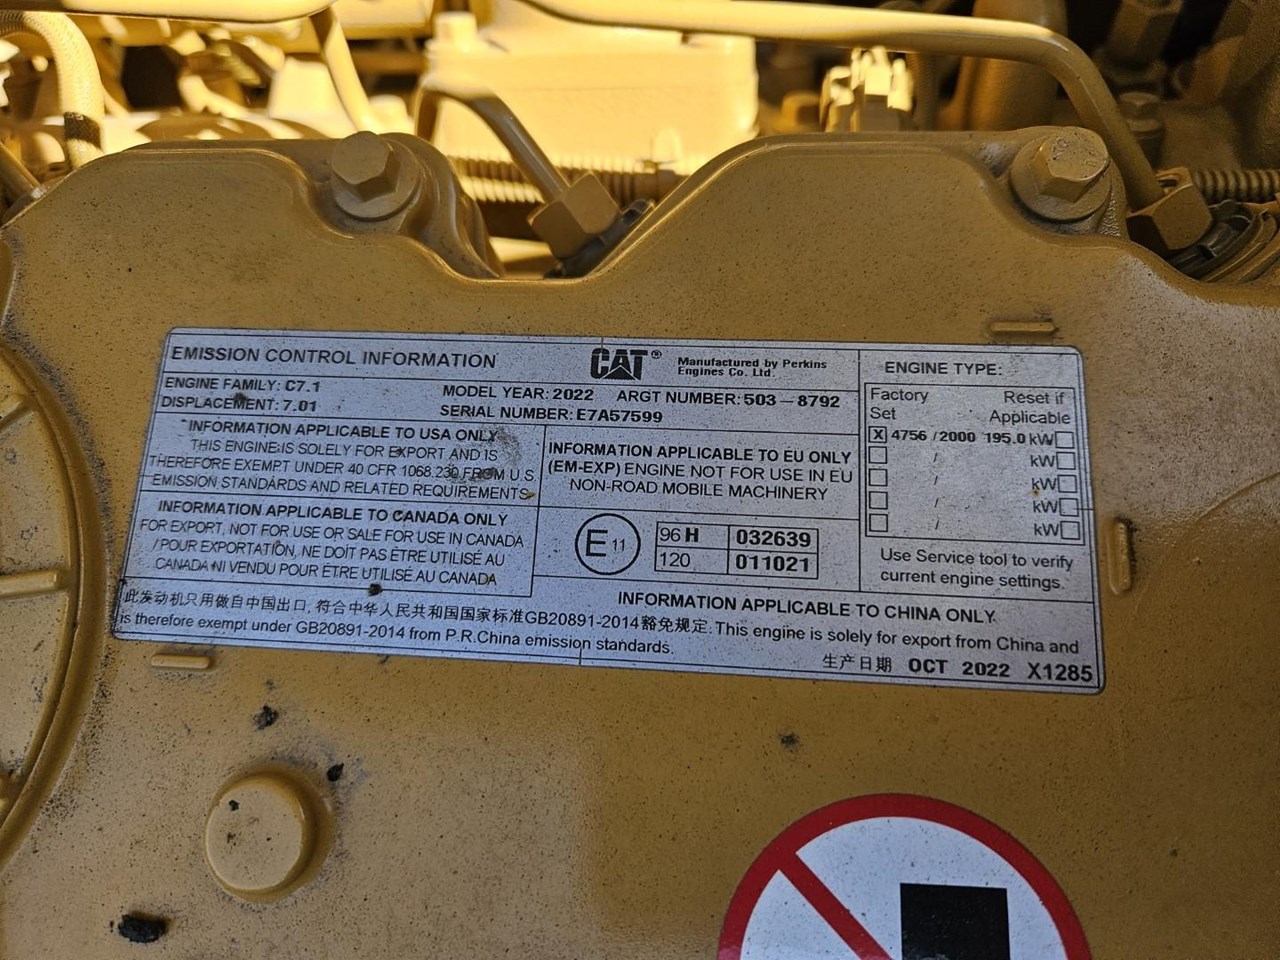 EMISSION CONTROL INFORMATION
CAT®
Manufactured by Perkins
Engines Co. Ltd.
ENGINE FAMILY: C7.1
DISPLACEMENT: 7.01
MODEL YEAR: 2022 ARGT NUMBER: 503-8792
SERIAL NUMBER: E7A57599
INFORMATION APPLICABLE TO USA ONLY
THIS ENGINE IS SOLELY FOR EXPORT AND IS
THEREFORE EXEMPT UNDER 40 CFR 1068.230 FROM U.S.
EMISSION STANDARDS AND RELATED REQUIREMENTS.
INFORMATION APPLICABLE TO CANADA ONLY
FOR EXPORT, NOT FOR USE OR SALE FOR USE IN CANADA
/ POUR EXPORTATION, NE DOIT PAS ÊTRE UTILISÉ AU
CANADA NI VENDU POUR ÊTRE UTILISÉ AU CANADA
INFORMATION APPLICABLE TO EU ONLY
(EM-EXP) ENGINE NOT FOR USE IN EU
NON-ROAD MOBILE MACHINERY
E 11
96 H 032639
120 011021
ENGINE TYPE:
Factory Set
Reset if Applicable
X 4756 / 2000 195.0 kW
/ kW
/ kW
/ kW
/ kW
Use Service tool to verify
current engine settings.
INFORMATION APPLICABLE TO CHINA ONLY
此发动机只用做自中国出口, 符合中华人民共和国国家标准GB20891-2014豁免规定. This engine is solely for export from China and
is therefore exempt under GB20891-2014 from P.R.China emission standards.
生产日期 OCT 2022 X1285